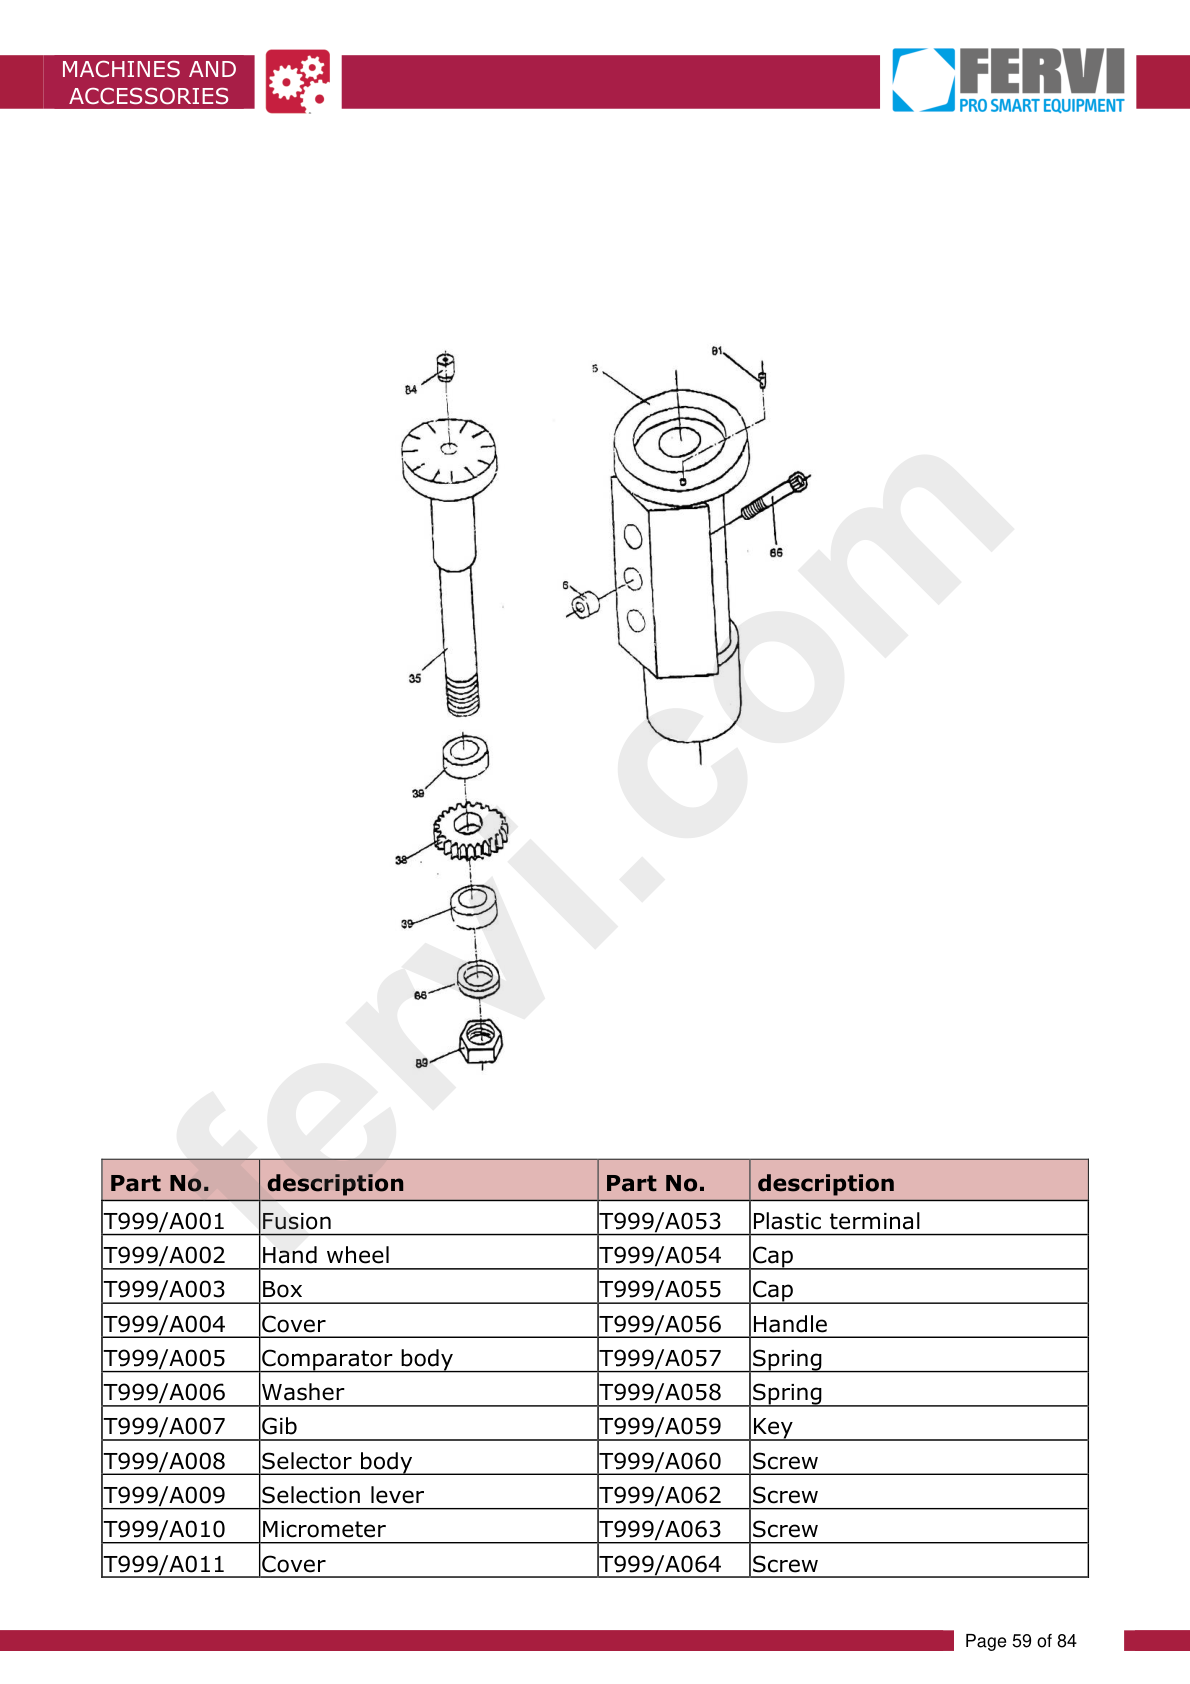 MACHINES AND
ACCESSORIES
FERVI
PRO SMART EQUIPMENT
84
5
81
66
6
35
39
38
39
66
89
fervi.com
Part No. description Part No. description
T999/A001 Fusion T999/A053 Plastic terminal
T999/A002 Hand wheel T999/A054 Cap
T999/A003 Box T999/A055 Cap
T999/A004 Cover T999/A056 Handle
T999/A005 Comparator body T999/A057 Spring
T999/A006 Washer T999/A058 Spring
T999/A007 Gib T999/A059 Key
T999/A008 Selector body T999/A060 Screw
T999/A009 Selection lever T999/A062 Screw
T999/A010 Micrometer T999/A063 Screw
T999/A011 Cover T999/A064 Screw
Page 59 of 84